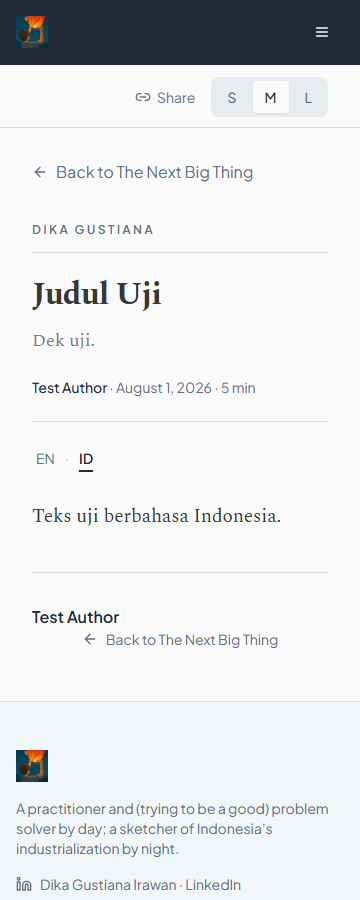 Share S M L
Back to The Next Big Thing
DIKA GUSTIANA
Judul Uji
Dek uji.
Test Author · August 1, 2026 · 5 min
EN · ID
Teks uji berbahasa Indonesia.
Test Author
Back to The Next Big Thing
A practitioner and (trying to be a good) problem
solver by day; a sketcher of Indonesia's
industrialization by night.
Dika Gustiana Irawan · LinkedIn